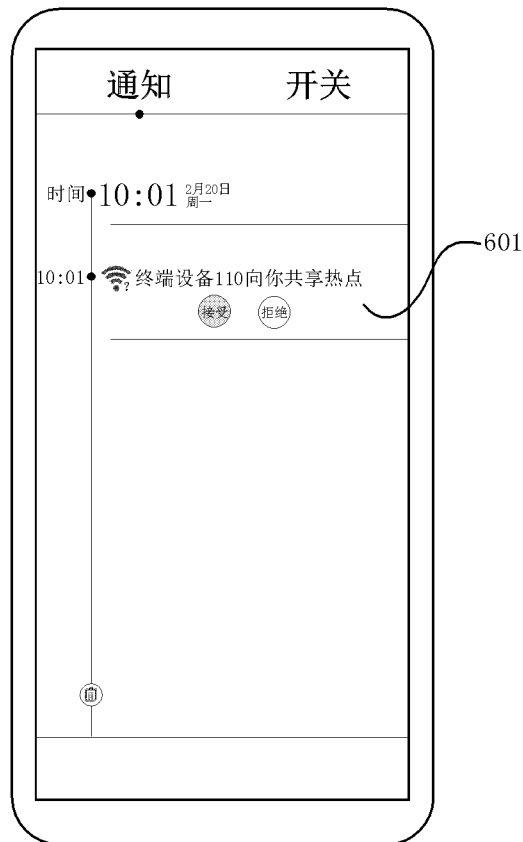 通知 开关
时间 10:01 2月20日
周一
10:01 ? 终端设备110向你共享热点
接受 拒绝
601